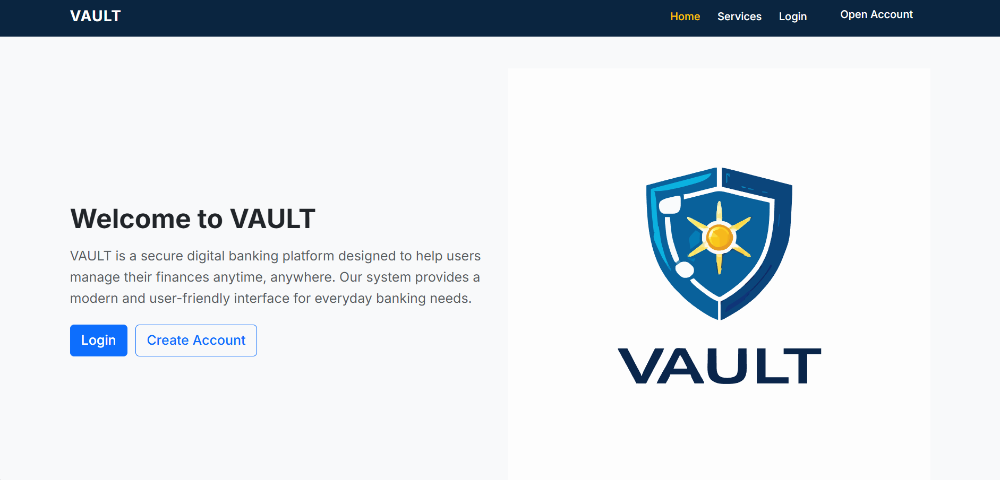 VAULT
Home
Services
Login
Open Account
Welcome to VAULT
VAULT is a secure digital banking platform designed to help users
manage their finances anytime, anywhere. Our system provides a
modern and user-friendly interface for everyday banking needs.
Login
Create Account
VAULT